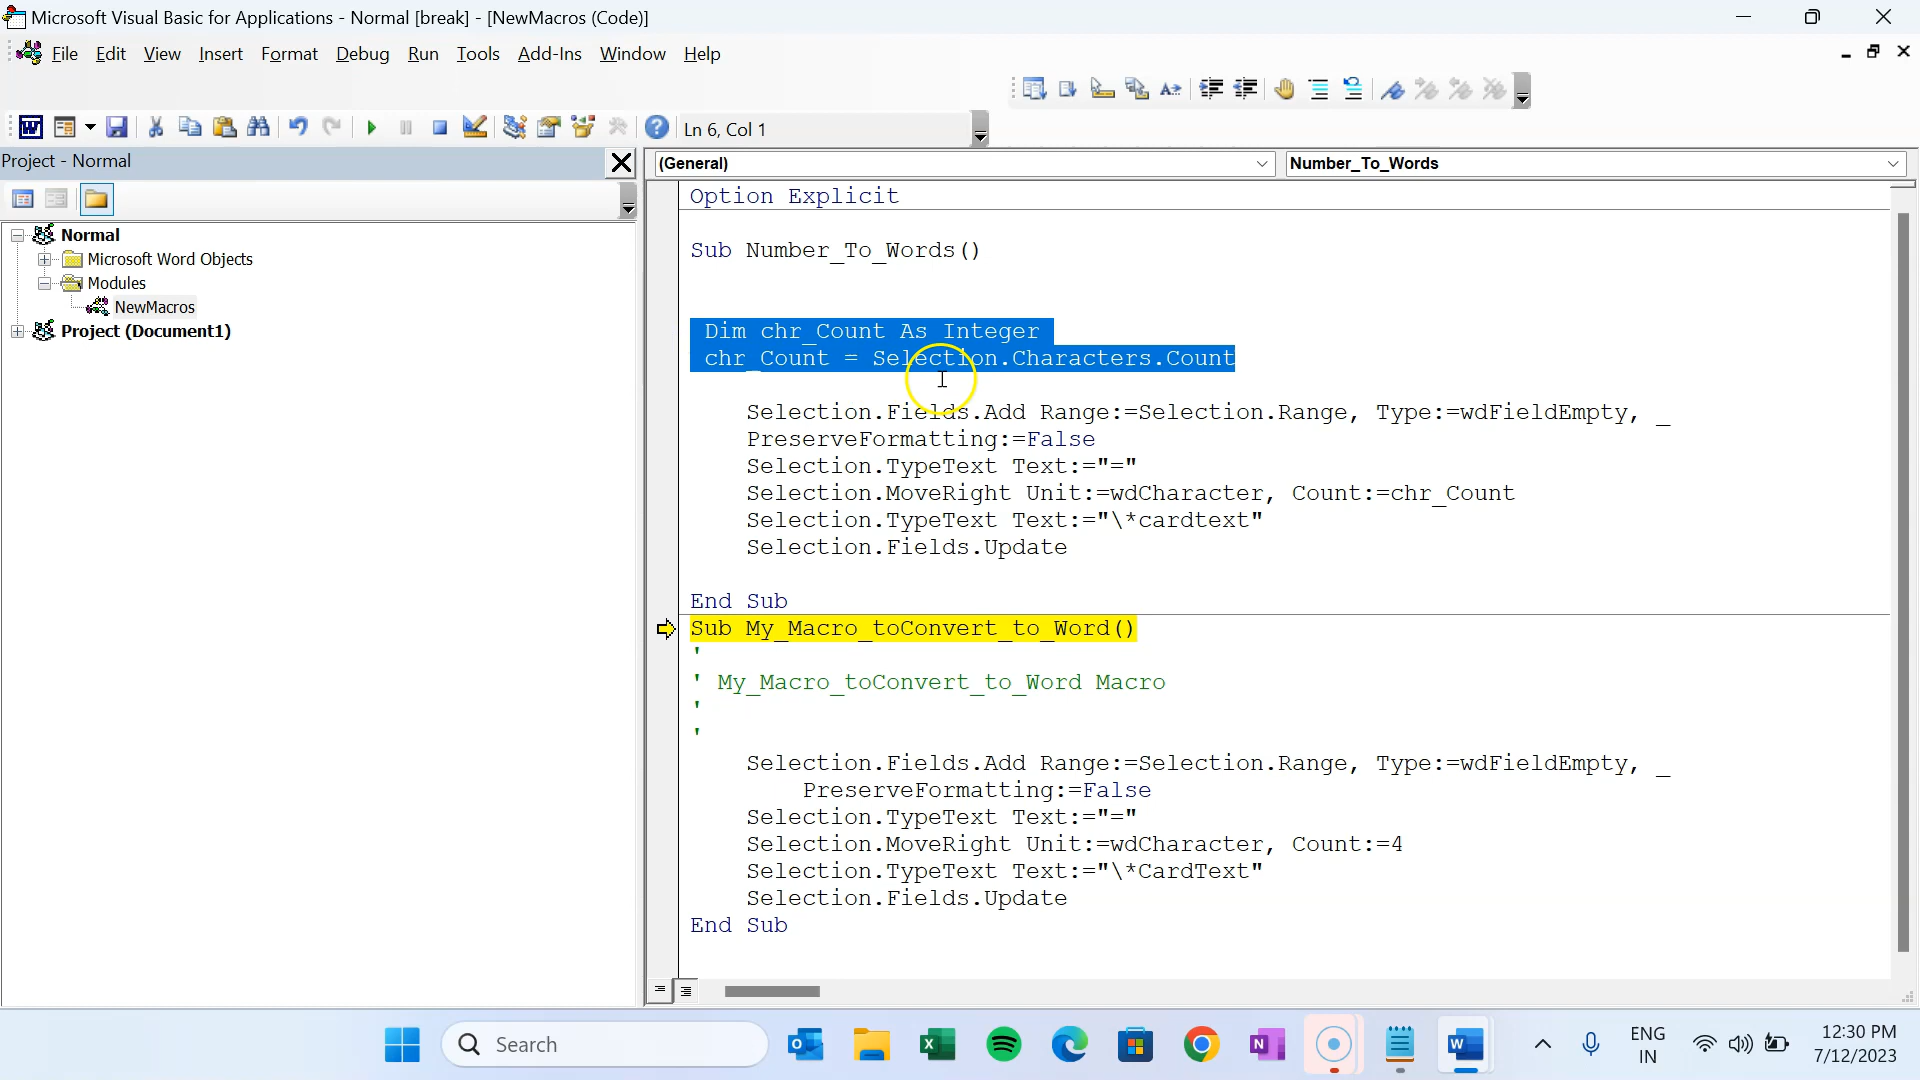 Microsoft Visual Basic for Applications - Normal [break] - [NewMacros (Code)]
File Edit View Insert Format Debug Run Tools Add-Ins Window Help
Ln 6, Col 1
Project - Normal
(General)
Number_To_Words
Normal
Microsoft Word Objects
Modules
NewMacros
Project (Document1)
Option Explicit
Sub Number_To_Words()
Dim chr_Count As Integer
chr_Count = Selection.Characters.Count
Selection.Fields.Add Range:=Selection.Range, Type:=wdFieldEmpty, _
PreserveFormatting:=False
Selection.TypeText Text:="="
Selection.MoveRight Unit:=wdCharacter, Count:=chr_Count
Selection.TypeText Text:="\*cardtext"
Selection.Fields.Update
End Sub
Sub My_Macro_toConvert_to_Word()
'
' My_Macro_toConvert_to_Word Macro
'
'
Selection.Fields.Add Range:=Selection.Range, Type:=wdFieldEmpty, _
PreserveFormatting:=False
Selection.TypeText Text:="="
Selection.MoveRight Unit:=wdCharacter, Count:=4
Selection.TypeText Text:="\*CardText"
Selection.Fields.Update
End Sub
Search
ENG
IN
12:30 PM
7/12/2023